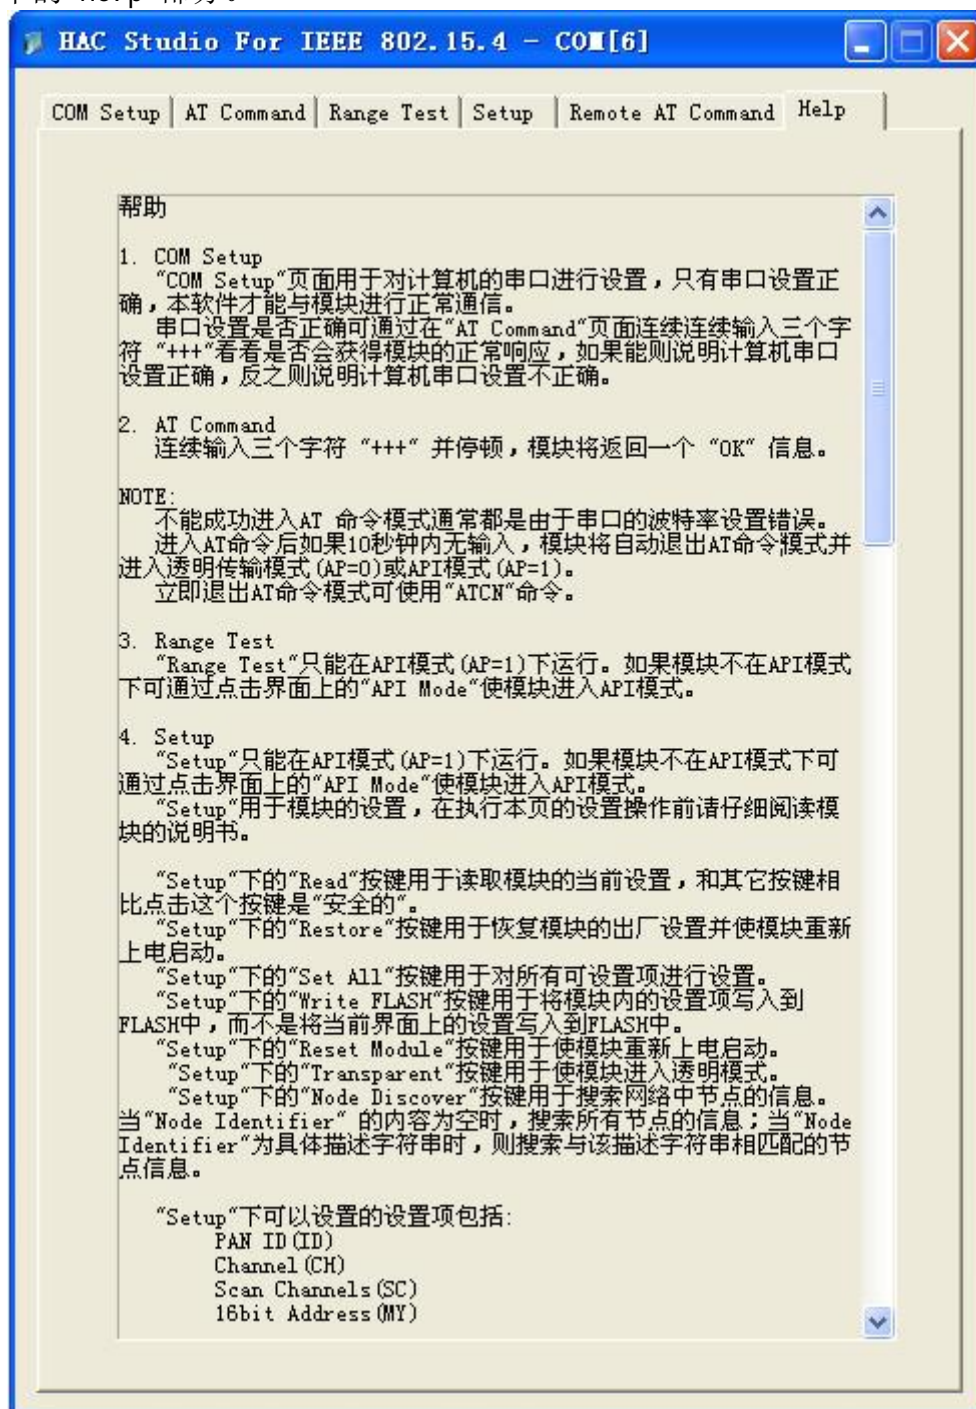 HAC Studio For IEEE 802.15.4 - COM[6]
COM Setup AT Command Range Test Setup Remote AT Command Help
帮助
1. COM Setup
“COM Setup”页面用于对计算机的串口进行设置，只有串口设置正
确，本软件才能与模块进行正常通信。
串口设置是否正确可通过在“AT Command”页面连续连续输入三个字
符 “+++”看看是否会获得模块的正常响应，如果能则说明计算机串口
设置正确，反之则说明计算机串口设置不正确。
2. AT Command
连续输入三个字符 “+++” 并停顿，模块将返回一个 “OK” 信息。
NOTE:
不能成功进入AT 命令模式通常都是由于串口的波特率设置错误。
进入AT命令后如果10秒钟内无输入，模块将自动退出AT命令模式并
进入透明传输模式(AP=0)或API模式(AP=1)。
立即退出AT命令模式可使用“ATCN”命令。
3. Range Test
“Range Test”只能在API模式(AP=1)下运行。如果模块不在API模式
下可通过点击界面上的“API Mode”使模块进入API模式。
4. Setup
“Setup”只能在API模式(AP=1)下运行。如果模块不在API模式下可
通过点击界面上的“API Mode”使模块进入API模式。
“Setup”用于模块的设置，在执行本页的设置操作前请仔细阅读模
块的说明书。
“Setup”下的“Read”按键用于读取模块的当前设置，和其它按键相
比点击这个按键是“安全的”。
“Setup”下的“Restore”按键用于恢复模块的出厂设置并使模块重新
上电启动。
“Setup”下的“Set All”按键用于对所有可设置项进行设置。
“Setup”下的“Write FLASH”按键用于将模块内的设置项写入到
FLASH中，而不是将当前界面上的设置写入到FLASH中。
“Setup”下的“Reset Module”按键用于使模块重新上电启动。
“Setup”下的“Transparent”按键用于使模块进入透明模式。
“Setup”下的“Node Discover”按键用于搜索网络中节点的信息。
当“Node Identifier” 的内容为空时，搜索所有节点的信息；当“Node
Identifier”为具体描述字符串时，则搜索与该描述字符串相匹配的节
点信息。
“Setup”下可以设置的设置项包括:
PAN ID(ID)
Channel(CH)
Scan Channels(SC)
16bit Address(MY)